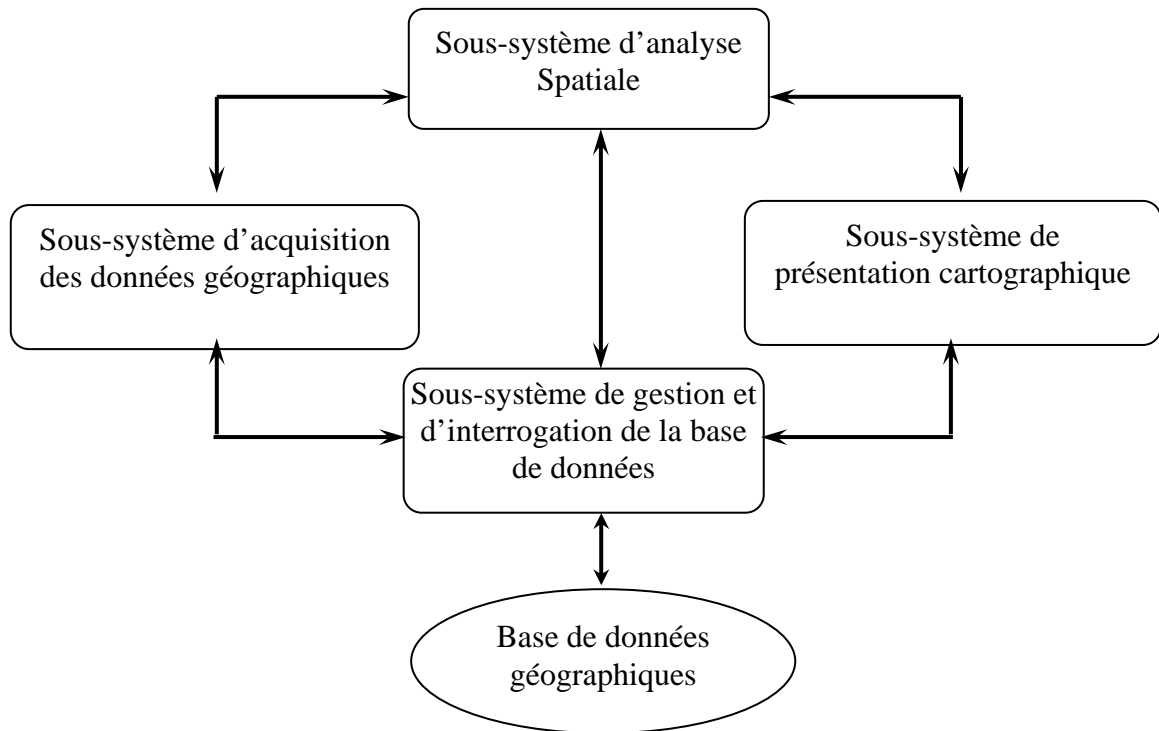 Sous-système d’analyse
Spatiale
Sous-système d’acquisition
des données géographiques
Sous-système de
présentation cartographique
Sous-système de gestion et
d’interrogation de la base
de données
Base de données
géographiques